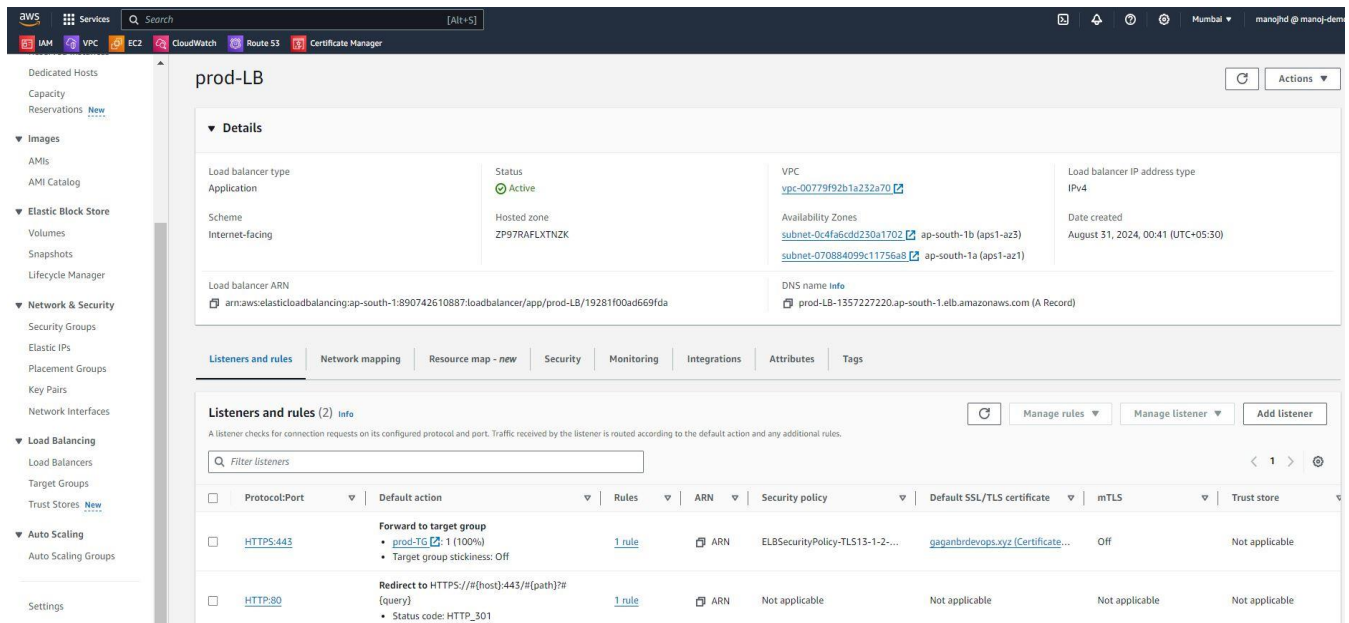 aws Services Search [Alt+S] Mumbai manojhd @ manoj-demo
IAM VPC EC2 CloudWatch Route 53 Certificate Manager
Dedicated Hosts
Capacity
Reservations New
Images
AMIs
AMI Catalog
Elastic Block Store
Volumes
Snapshots
Lifecycle Manager
Network & Security
Security Groups
Elastic IPs
Placement Groups
Key Pairs
Network Interfaces
Load Balancing
Load Balancers
Target Groups
Trust Stores New
Auto Scaling
Auto Scaling Groups
Settings
prod-LB
Actions
Details
Load balancer type
Application
Status
Active
VPC
vpc-00779f92b1a232a70
Load balancer IP address type
IPv4
Scheme
Internet-facing
Hosted zone
ZP97RAFLXTNZK
Availability Zones
subnet-0c4fa6cdd230a1702 ap-south-1b (aps1-az3)
subnet-070884099c11756a8 ap-south-1a (aps1-az1)
Date created
August 31, 2024, 00:41 (UTC+05:30)
Load balancer ARN
arn:aws:elasticloadbalancing:ap-south-1:890742610887:loadbalancer/app/prod-LB/19281f00ad669fda
DNS name Info
prod-LB-1357227220.ap-south-1.elb.amazonaws.com (A Record)
Listeners and rules Network mapping Resource map - new Security Monitoring Integrations Attributes Tags
Listeners and rules (2) Info
Manage rules Manage listener Add listener
A listener checks for connection requests on its configured protocol and port. Traffic received by the listener is routed according to the default action and any additional rules.
Filter listeners
1
Protocol:Port Default action Rules ARN Security policy Default SSL/TLS certificate mTLS Trust store
Forward to target group
HTTPS:443 • prod-TG : 1 (100%) 1 rule ARN ELBSecurityPolicy-TLS13-1-2-... gaganbrdevops.xyz (Certificate... Off Not applicable
• Target group stickiness: Off
Redirect to HTTPS://#{host}:443/#{path}?#
HTTP:80 {query} 1 rule ARN Not applicable Not applicable Not applicable Not applicable
• Status code: HTTP_301